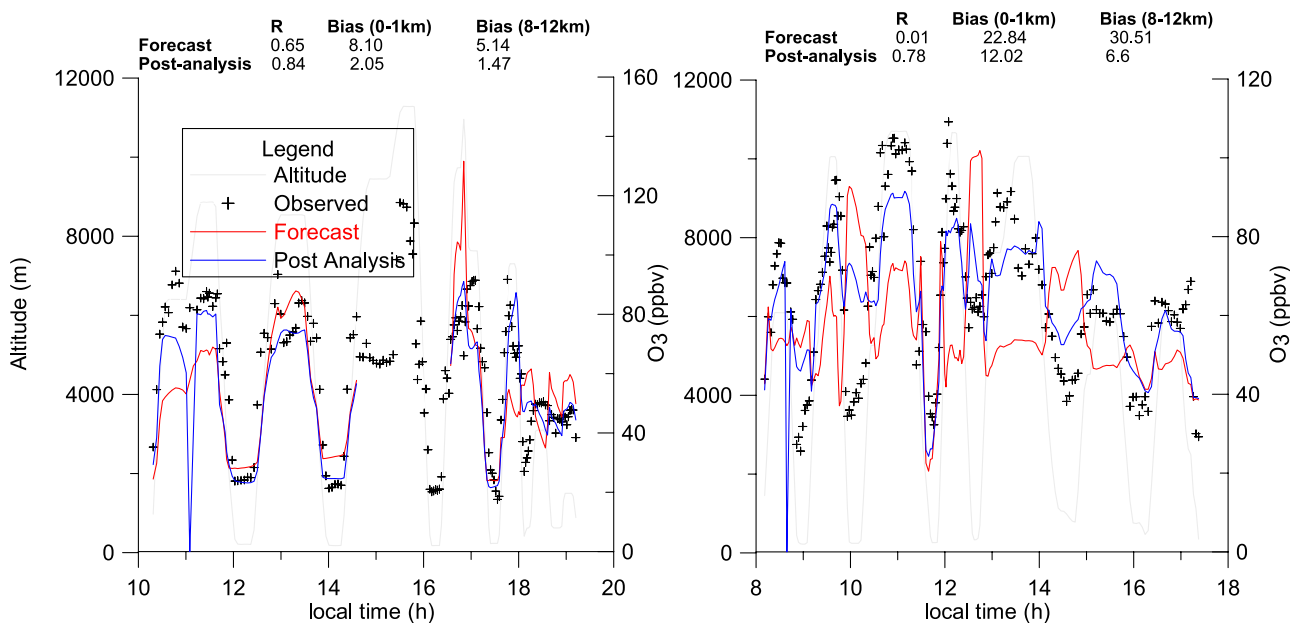 R Bias (0-1km) Bias (8-12km)
Forecast 0.65 8.10 5.14
Post-analysis 0.84 2.05 1.47
12000
8000
4000
0
Altitude (m)
160
120
80
40
0
O3 (ppbv)
Legend
Altitude
Observed
Forecast
Post Analysis
10 12 14 16 18 20
local time (h)
R Bias (0-1km) Bias (8-12km)
Forecast 0.01 22.84 30.51
Post-analysis 0.78 12.02 6.6
12000
8000
4000
0
120
80
40
0
O3 (ppbv)
8 10 12 14 16 18
local time (h)